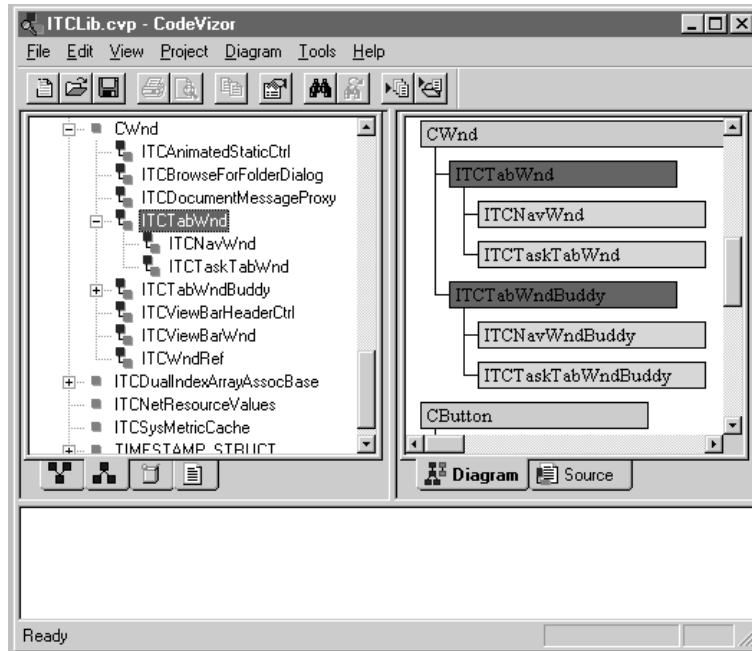 ITCLib.cvp - CodeVizor
File Edit View Project Diagram Tools Help
CWnd
ITCAnimatedStaticCtrl
ITCBrowseForFolderDialog
ITCDocumentMessageProxy
ITCTabWnd
ITCNavWnd
ITCTaskTabWnd
ITCTabWndBuddy
ITCViewBarHeaderCtrl
ITCViewBarWnd
ITCWndRef
ITCDualIndexArrayAssocBase
ITCNetResourceValues
ITCSysMetricCache
TIMESTAMP_STRUCT
CWnd
ITCTabWnd
ITCNavWnd
ITCTaskTabWnd
ITCTabWndBuddy
ITCNavWndBuddy
ITCTaskTabWndBuddy
CButton
Diagram Source
Ready